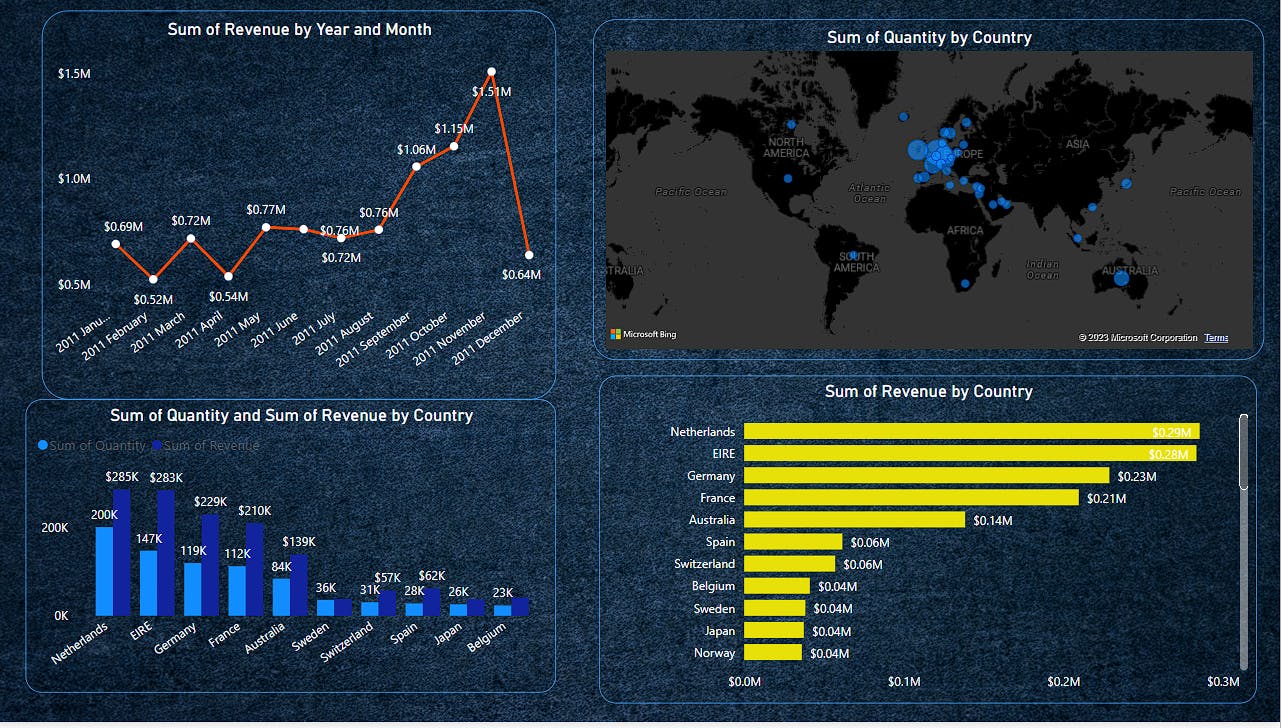 Sum of Revenue by Year and Month
$1.5M
$1.0M
$0.5M
$0.69M
$0.52M
$0.72M
$0.54M
$0.77M
$0.76M
$0.72M
$0.76M
$1.06M
$1.15M
$1.51M
$0.64M
2011 Janu...
2011 February
2011 March
2011 April
2011 May
2011 June
2011 July
2011 August
2011 September
2011 October
2011 November
2011 December
Sum of Quantity by Country
NORTH
AMERICA
ROPE
ASIA
Pacific Ocean
Atlantic
Ocean
Pacific Ocean
AFRICA
SOUTH
AMERICA
Indian
Ocean
TRALIA
AUSTRALIA
Microsoft Bing
© 2023 Microsoft Corporation Terms
Sum of Quantity and Sum of Revenue by Country
Sum of Quantity Sum of Revenue
200K
0K
200K
$285K
147K
$283K
119K
$229K
112K
$210K
84K
$139K
36K
31K
$57K
28K
$62K
26K
23K
Netherlands
EIRE
Germany
France
Australia
Sweden
Switzerland
Spain
Japan
Belgium
Sum of Revenue by Country
Netherlands $0.29M
EIRE $0.28M
Germany $0.23M
France $0.21M
Australia $0.14M
Spain $0.06M
Switzerland $0.06M
Belgium $0.04M
Sweden $0.04M
Japan $0.04M
Norway $0.04M
$0.0M $0.1M $0.2M $0.3M